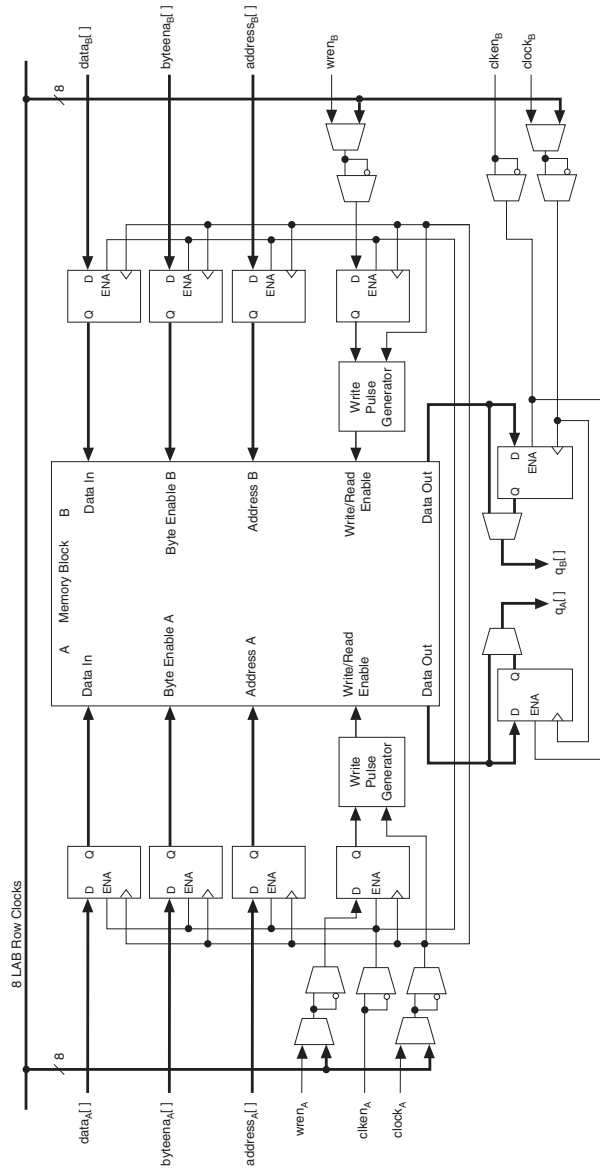 8 LAB Row Clocks
8
8
data_B[ ]
byteena_B[ ]
address_B[ ]
wren_B
clken_B
clock_B
D
ENA
Q
D
ENA
Q
D
ENA
Q
D
ENA
Q
Write
Pulse
Generator
A Memory Block B
Data In
Byte Enable B
Address B
Write/Read
Enable
Data Out
Data In
Byte Enable A
Address A
Write/Read
Enable
Data Out
D
ENA
Q
q_B[ ]
q_A[ ]
D
ENA
Q
Write
Pulse
Generator
D
ENA
Q
D
ENA
Q
D
ENA
Q
D
ENA
Q
data_A[ ]
byteena_A[ ]
address_A[ ]
wren_A
clken_A
clock_A